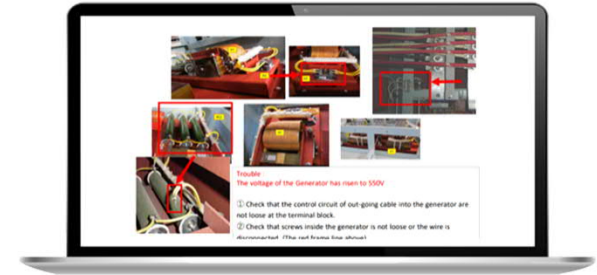 Trouble
The voltage of the Generator has risen to 550V
① Check that the control circuit of out-going cable into the generator are
not loose at the terminal block.
② Check that screws inside the generator is not loose or the wire is
disconnected. (The red frame line above)